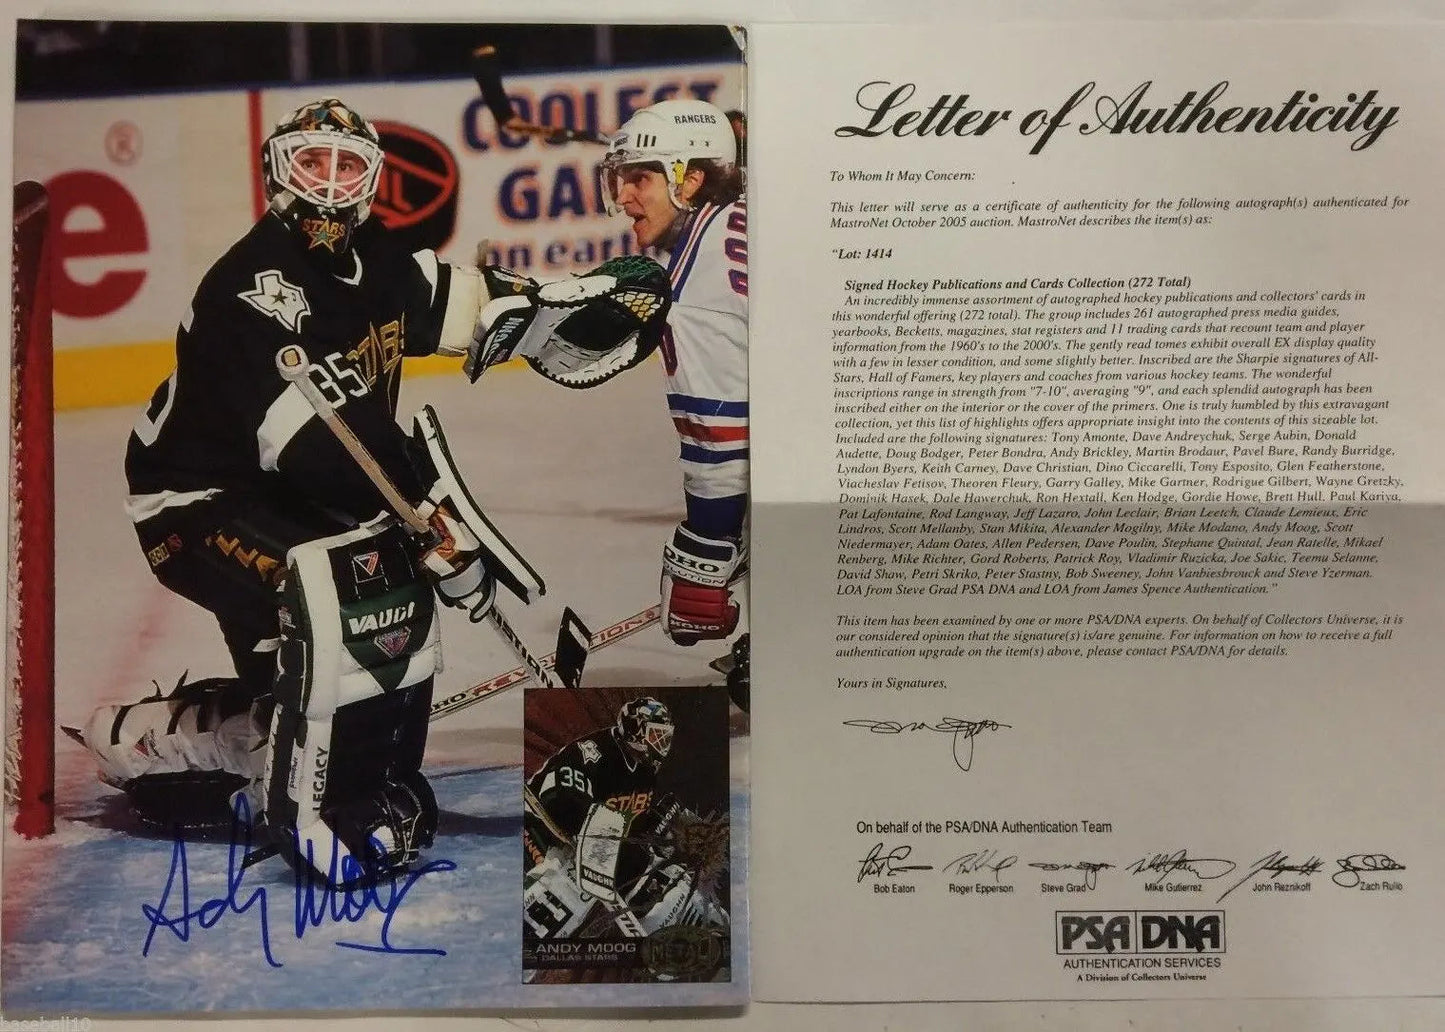 COOLEST
GA
on earth
RANGERS
STARS
35
STARS
VAUGHN
LEGACY
Andy Moog
35
STARS
VAUGHN
ANDY MOOG
DALLAS STARS
METAL
baseball10
Letter of Authenticity
To Whom It May Concern:
This letter will serve as a certificate of authenticity for the following autograph(s) authenticated for
MastroNet October 2005 auction. MastroNet describes the item(s) as:
"Lot: 1414
Signed Hockey Publications and Cards Collection (272 Total)
An incredibly immense assortment of autographed hockey publications and collectors' cards in
this wonderful offering (272 total). The group includes 261 autographed press media guides,
yearbooks, Becketts, magazines, stat registers and 11 trading cards that recount team and player
information from the 1960's to the 2000's. The gently read tomes exhibit overall EX display quality
with a few in lesser condition, and some slightly better. Inscribed are the Sharpie signatures of All-
Stars, Hall of Famers, key players and coaches from various hockey teams. The wonderful
inscriptions range in strength from "7-10", averaging "9", and each splendid autograph has been
inscribed either on the interior or the cover of the primers. One is truly humbled by this extravagant
collection, yet this list of highlights offers appropriate insight into the contents of this sizeable lot.
Included are the following signatures: Tony Amonte, Dave Andreychuk, Serge Aubin, Donald
Audette, Doug Bodger, Peter Bondra, Andy Brickley, Martin Brodaur, Pavel Bure, Randy Burridge,
Lyndon Byers, Keith Carney, Dave Christian, Dino Ciccarelli, Tony Esposito, Glen Featherstone,
Viacheslav Fetisov, Theoren Fleury, Garry Galley, Mike Gartner, Rodrigue Gilbert, Wayne Gretzky,
Dominik Hasek, Dale Hawerchuk, Ron Hextall, Ken Hodge, Gordie Howe, Brett Hull, Paul Kariya,
Pat Lafontaine, Rod Langway, Jeff Lazaro, John Leclair, Brian Leetch, Claude Lemieux, Eric
Lindros, Scott Mellanby, Stan Mikita, Alexander Mogilny, Mike Modano, Andy Moog, Scott
Niedermayer, Adam Oates, Allen Pedersen, Dave Poulin, Stephane Quintal, Jean Ratelle, Mikael
Renberg, Mike Richter, Gord Roberts, Patrick Roy, Vladimir Ruzicka, Joe Sakic, Teemu Selanne,
David Shaw, Petri Skriko, Peter Stastny, Bob Sweeney, John Vanbiesbrouck and Steve Yzerman.
LOA from Steve Grad PSA DNA and LOA from James Spence Authentication."
This item has been examined by one or more PSA/DNA experts. On behalf of Collectors Universe, it is
our considered opinion that the signature(s) is/are genuine. For information on how to receive a full
authentication upgrade on the item(s) above, please contact PSA/DNA for details.
Yours in Signatures,
On behalf of the PSA/DNA Authentication Team
Bob Eaton Roger Epperson Steve Grad Mike Gutierrez John Reznikoff Zach Rullo
PSA DNA
AUTHENTICATION SERVICES
A Division of Collectors Universe